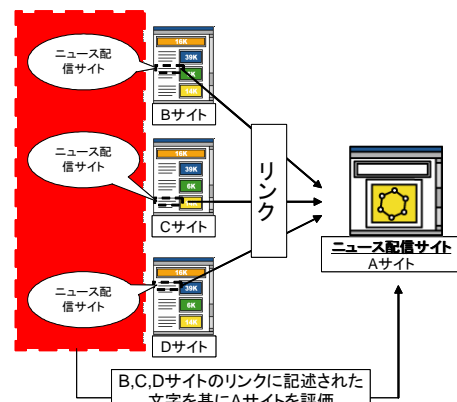 16K
39K
6K
14K
ニュース配
信サイト
Bサイト
16K
39K
6K
ニュース配
信サイト
Cサイト
リンク
ニュース配信サイト
Aサイト
16K
39K
6K
14K
ニュース配
信サイト
Dサイト
B,C,Dサイトのリンクに記述された
文字を基にAサイトを評価